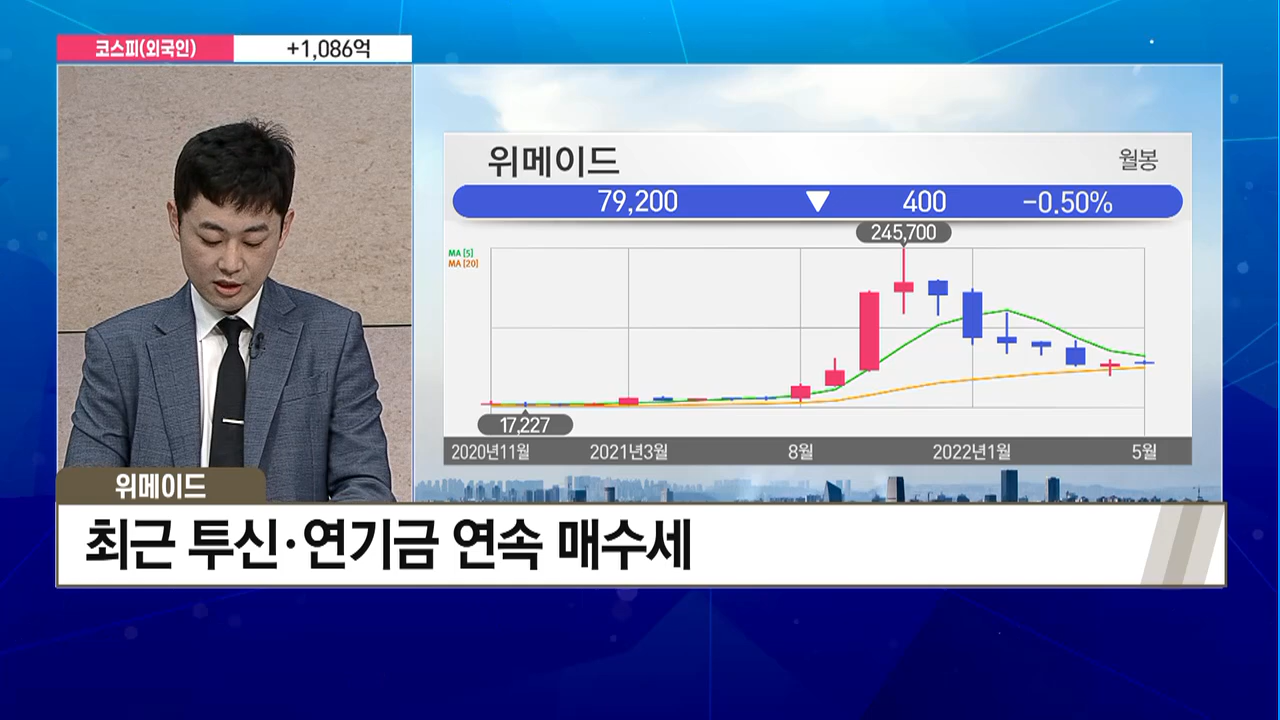 코스피(외국인) +1,086억
위메이드 월봉
79,200 ▼ 400 -0.50%
245,700
MA [5]
MA [20]
17,227
2020년11월 2021년3월 8월 2022년1월 5월
위메이드
최근 투신·연기금 연속 매수세